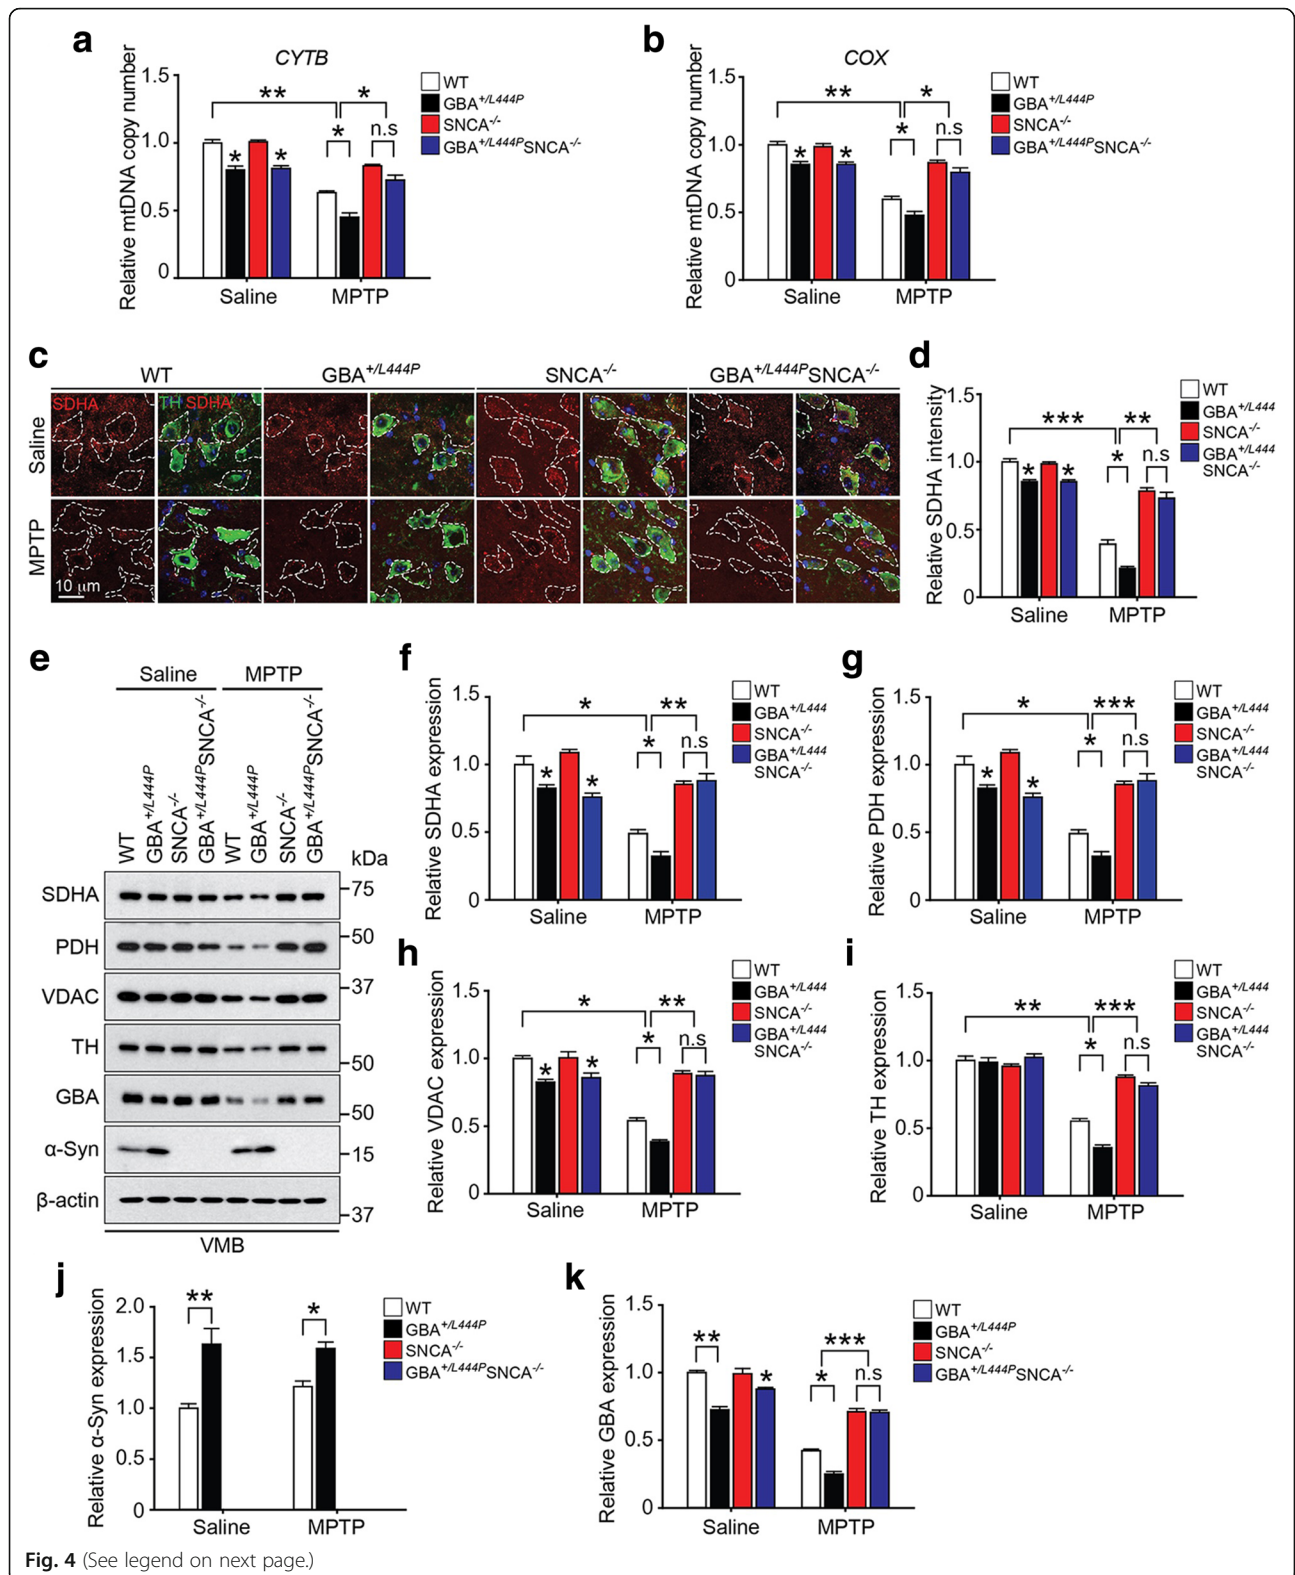 a
CYTB
Relative mtDNA copy number
1.5
1.0
0.5
0
** *
* n.s
* *
Saline MPTP
WT
GBA+/L444P
SNCA-/-
GBA+/L444PSNCA-/-
b
COX
Relative mtDNA copy number
1.5
1.0
0.5
0
** *
* n.s
* *
Saline MPTP
WT
GBA+/L444P
SNCA-/-
GBA+/L444PSNCA-/-
c
WT GBA+/L444P SNCA-/- GBA+/L444PSNCA-/-
SDHA TH SDHA
Saline
MPTP
10 μm
d
Relative SDHA intensity
1.5
1.0
0.5
0
*** **
* n.s
* *
Saline MPTP
WT
GBA+/L444
SNCA-/-
GBA+/L444
SNCA-/-
e
Saline MPTP
WT GBA+/L444P SNCA-/- GBA+/L444PSNCA-/- WT GBA+/L444P SNCA-/- GBA+/L444PSNCA-/-
kDa
SDHA 75
PDH 50
VDAC 37
TH 50
GBA 50
α-Syn 15
β-actin 37
VMB
f
Relative SDHA expression
1.5
1.0
0.5
0
* **
* n.s
* *
Saline MPTP
WT
GBA+/L444
SNCA-/-
GBA+/L444
SNCA-/-
g
Relative PDH expression
1.5
1.0
0.5
0
* ***
* n.s
* *
Saline MPTP
WT
GBA+/L444
SNCA-/-
GBA+/L444
SNCA-/-
h
Relative VDAC expression
1.5
1.0
0.5
0
* **
* n.s
* *
Saline MPTP
WT
GBA+/L444
SNCA-/-
GBA+/L444
SNCA-/-
i
Relative TH expression
1.5
1.0
0.5
0
** ***
* n.s
Saline MPTP
WT
GBA+/L444
SNCA-/-
GBA+/L444
SNCA-/-
j
Relative α-Syn expression
2.0
1.5
1.0
0.5
0
** *
Saline MPTP
WT
GBA+/L444P
SNCA-/-
GBA+/L444PSNCA-/-
k
Relative GBA expression
1.5
1.0
0.5
0
** ***
* * n.s
Saline MPTP
WT
GBA+/L444P
SNCA-/-
GBA+/L444PSNCA-/-
Fig. 4 (See legend on next page.)